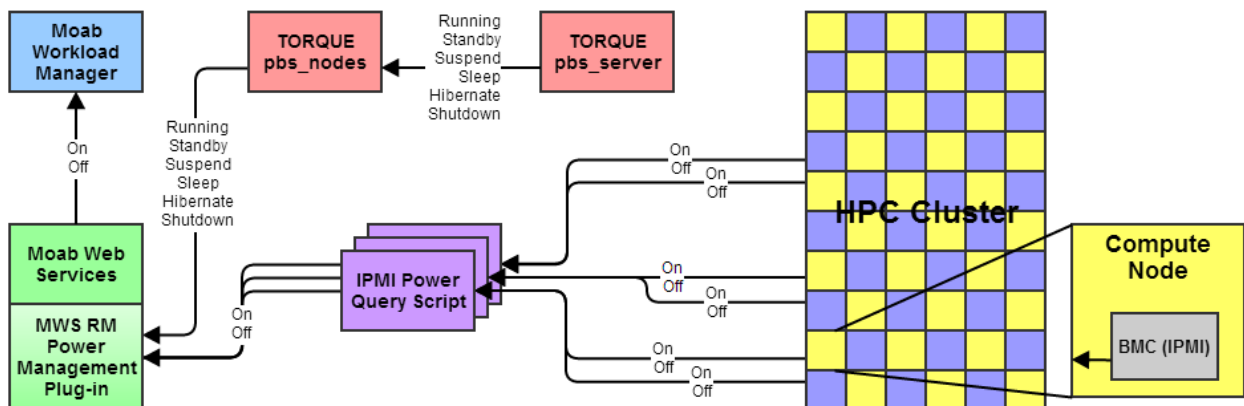 Moab
Workload
Manager
On
Off
Moab Web
Services
MWS RM
Power
Management
Plug-in
TORQUE
pbs_nodes
Running
Standby
Suspend
Sleep
Hibernate
Shutdown
TORQUE
pbs_server
Running
Standby
Suspend
Sleep
Hibernate
Shutdown
On
Off
IPMI Power
Query Script
On
Off
On
Off
On
Off
On
Off
On
Off
On
Off
HPC Cluster
Compute
Node
BMC (IPMI)